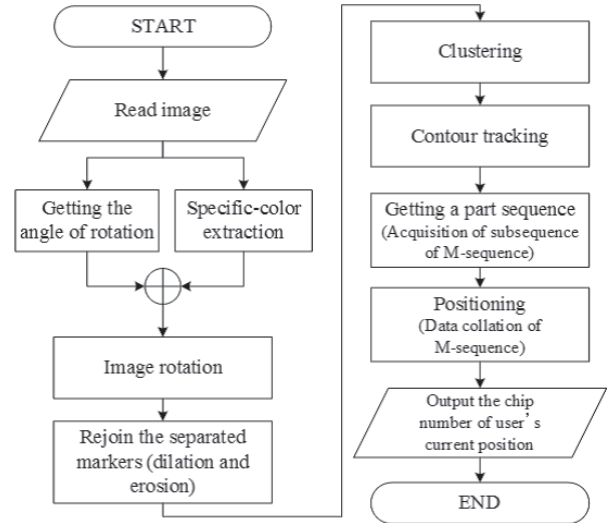 START
Read image
Getting the
angle of rotation
Specific-color
extraction
Image rotation
Rejoin the separated
markers (dilation and
erosion)
Clustering
Contour tracking
Getting a part sequence
(Acquisition of subsequence
of M-sequence)
Positioning
(Data collation of
M-sequence)
Output the chip
number of user's
current position
END